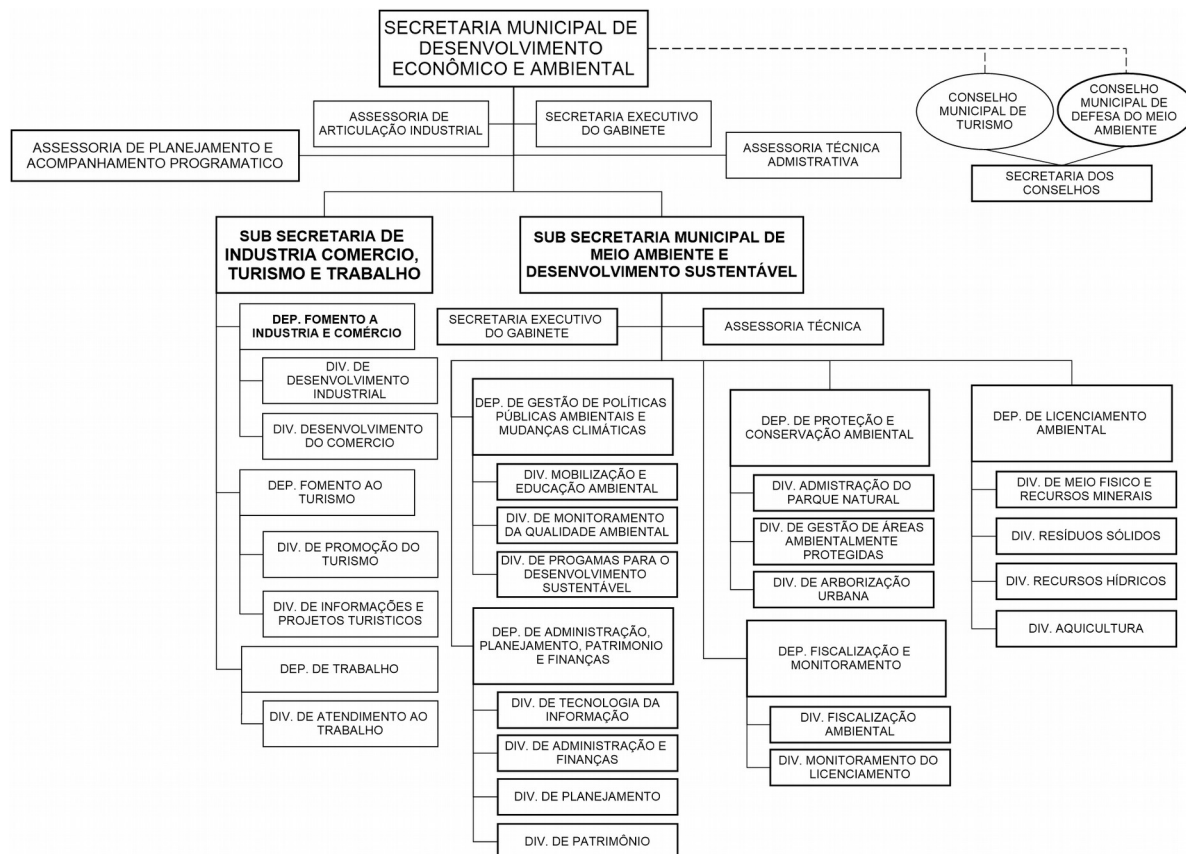 SECRETARIA MUNICIPAL DE
DESENVOLVIMENTO
ECONÔMICO E AMBIENTAL
CONSELHO
MUNICIPAL DE
TURISMO
CONSELHO
MUNICIPAL DE
DEFESA DO MEIO
AMBIENTE
SECRETARIA DOS
CONSELHOS
ASSESSORIA DE
ARTICULAÇÃO INDUSTRIAL
SECRETARIA EXECUTIVO
DO GABINETE
ASSESSORIA DE PLANEJAMENTO E
ACOMPANHAMENTO PROGRAMATICO
ASSESSORIA TÉCNICA
ADMISTRATIVA
SUB SECRETARIA DE
INDUSTRIA COMERCIO,
TURISMO E TRABALHO
DEP. FOMENTO A
INDUSTRIA E COMÉRCIO
DIV. DE
DESENVOLVIMENTO
INDUSTRIAL
DIV. DESENVOLVIMENTO
DO COMERCIO
DEP. FOMENTO AO
TURISMO
DIV. DE PROMOÇÃO DO
TURISMO
DIV. DE INFORMAÇÕES E
PROJETOS TURISTICOS
DEP. DE TRABALHO
DIV. DE ATENDIMENTO AO
TRABALHO
SUB SECRETARIA MUNICIPAL DE
MEIO AMBIENTE E
DESENVOLVIMENTO SUSTENTÁVEL
SECRETARIA EXECUTIVO
DO GABINETE
ASSESSORIA TÉCNICA
DEP. DE GESTÃO DE POLÍTICAS
PÚBLICAS AMBIENTAIS E
MUDANÇAS CLIMÁTICAS
DIV. MOBILIZAÇÃO E
EDUCAÇÃO AMBIENTAL
DIV. DE MONITORAMENTO
DA QUALIDADE AMBIENTAL
DIV. DE PROGAMAS PARA O
DESENVOLVIMENTO
SUSTENTÁVEL
DEP. DE ADMINISTRAÇÃO,
PLANEJAMENTO, PATRIMONIO
E FINANÇAS
DIV. DE TECNOLOGIA DA
INFORMAÇÃO
DIV. DE ADMINISTRAÇÃO E
FINANÇAS
DIV. DE PLANEJAMENTO
DIV. DE PATRIMÔNIO
DEP. DE PROTEÇÃO E
CONSERVAÇÃO AMBIENTAL
DIV. ADMISTRAÇÃO DO
PARQUE NATURAL
DIV. DE GESTÃO DE ÁREAS
AMBIENTALMENTE
PROTEGIDAS
DIV. DE ARBORIZAÇÃO
URBANA
DEP. FISCALIZAÇÃO E
MONITORAMENTO
DIV. FISCALIZAÇÃO
AMBIENTAL
DIV. MONITORAMENTO DO
LICENCIAMENTO
DEP. DE LICENCIAMENTO
AMBIENTAL
DIV. DE MEIO FISICO E
RECURSOS MINERAIS
DIV. RESÍDUOS SÓLIDOS
DIV. RECURSOS HÍDRICOS
DIV. AQUICULTURA